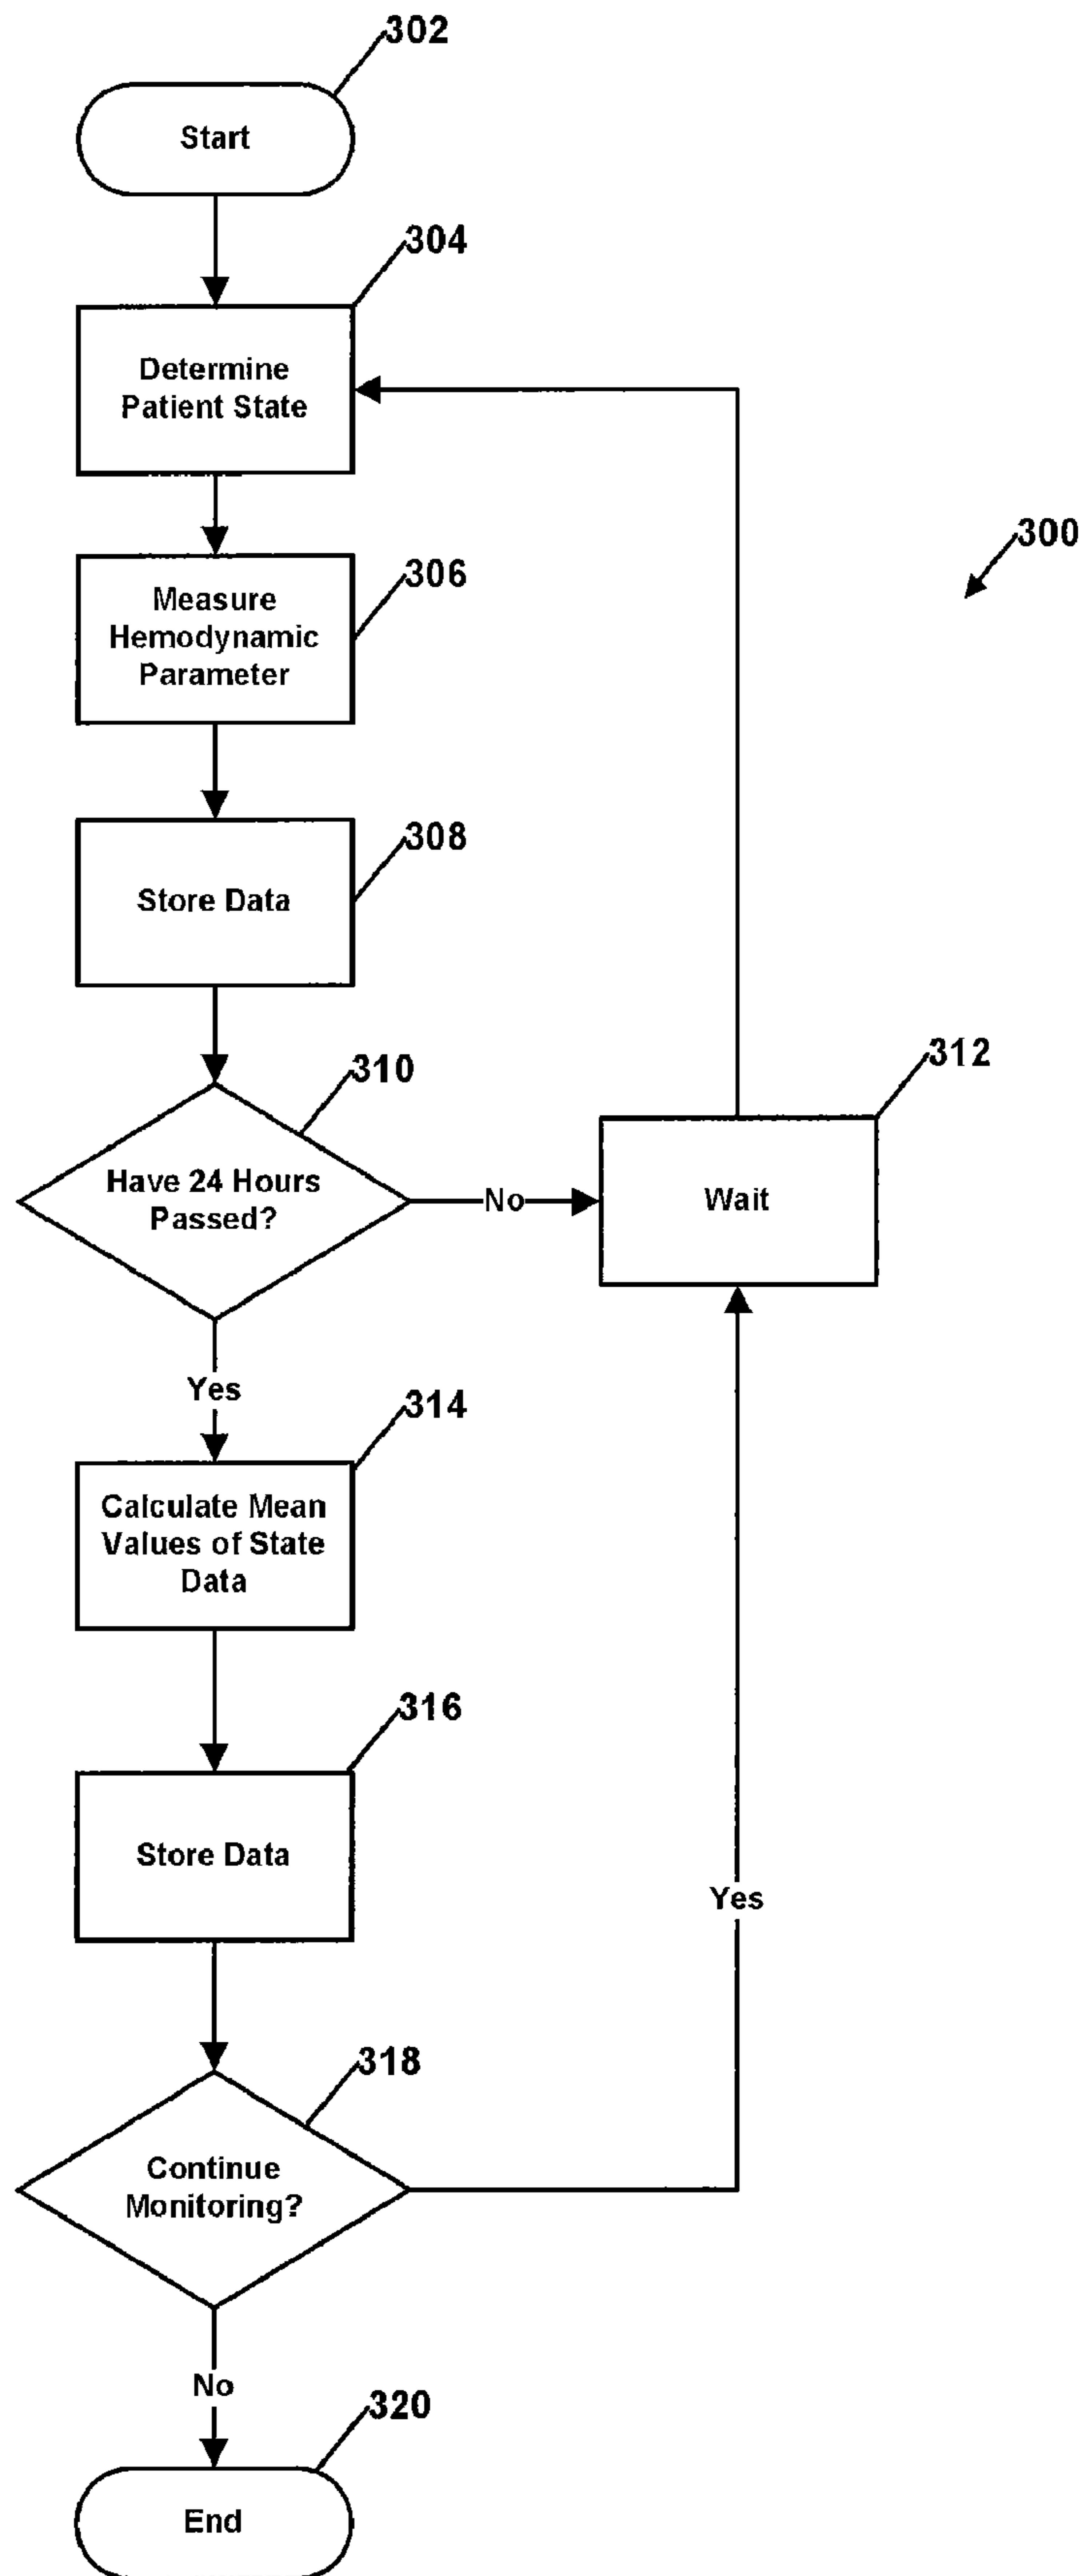 302
Start
304
Determine
Patient State
300
306
Measure
Hemodynamic
Parameter
308
Store Data
310
312
Have 24 Hours
Passed?
No
Wait
Yes
314
Calculate Mean
Values of State
Data
316
Store Data
Yes
318
Continue
Monitoring?
No
320
End